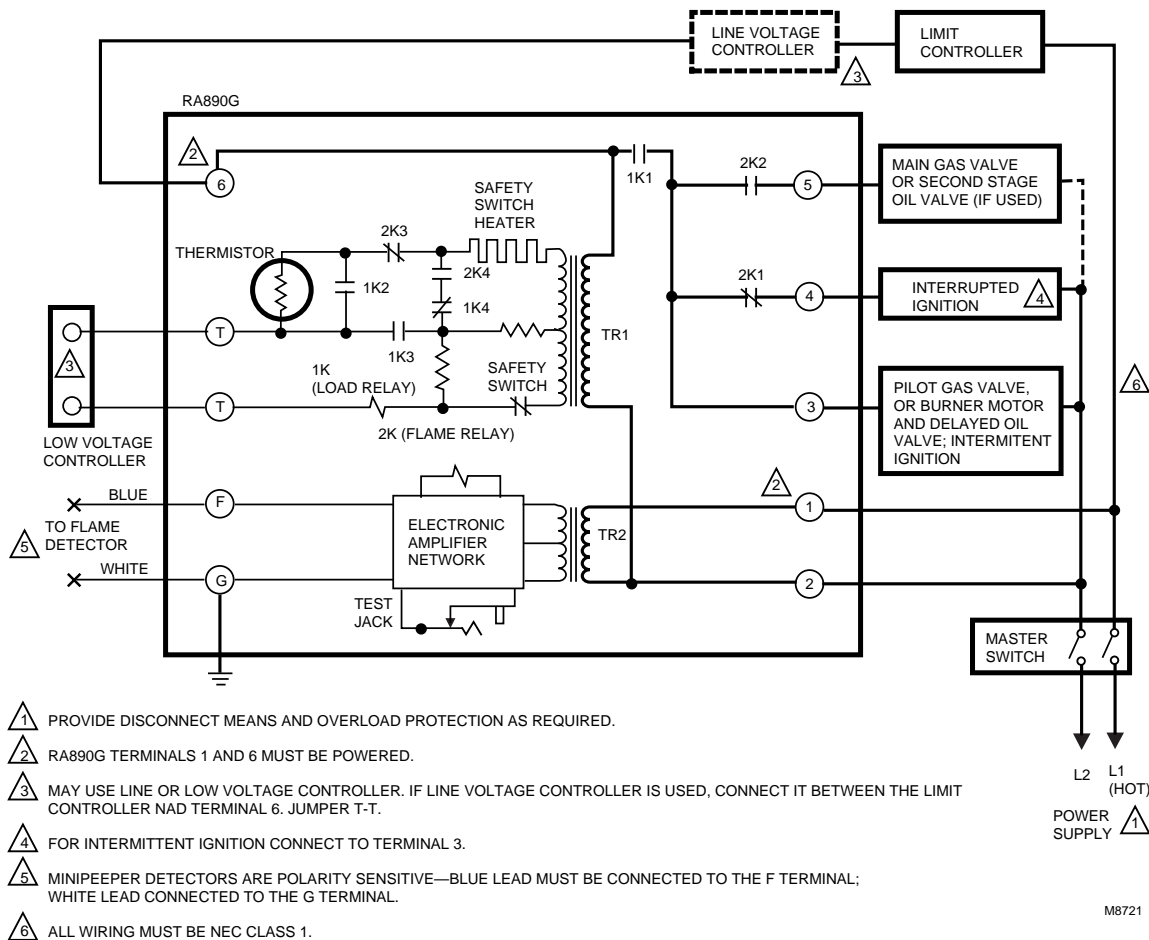 LINE VOLTAGE
CONTROLLER
LIMIT
CONTROLLER
3
RA890G
2
6
1K1
2K2
5
MAIN GAS VALVE
OR SECOND STAGE
OIL VALVE (IF USED)
SAFETY
SWITCH
HEATER
2K3
THERMISTOR
1K2
2K4
1K4
2K1
4
INTERRUPTED
IGNITION
4
T
1K3
TR1
3
1K
(LOAD RELAY)
SAFETY
SWITCH
6
T
2K (FLAME RELAY)
3
PILOT GAS VALVE,
OR BURNER MOTOR
AND DELAYED OIL
VALVE; INTERMITENT
IGNITION
LOW VOLTAGE
CONTROLLER
2
BLUE
F
1
5
TO FLAME
DETECTOR
ELECTRONIC
AMPLIFIER
NETWORK
TR2
WHITE
G
2
TEST
JACK
MASTER
SWITCH
L2
L1
(HOT)
POWER
SUPPLY
1
1 PROVIDE DISCONNECT MEANS AND OVERLOAD PROTECTION AS REQUIRED.
2 RA890G TERMINALS 1 AND 6 MUST BE POWERED.
3 MAY USE LINE OR LOW VOLTAGE CONTROLLER. IF LINE VOLTAGE CONTROLLER IS USED, CONNECT IT BETWEEN THE LIMIT
CONTROLLER NAD TERMINAL 6. JUMPER T-T.
4 FOR INTERMITTENT IGNITION CONNECT TO TERMINAL 3.
5 MINIPEEPER DETECTORS ARE POLARITY SENSITIVE—BLUE LEAD MUST BE CONNECTED TO THE F TERMINAL;
WHITE LEAD CONNECTED TO THE G TERMINAL.
6 ALL WIRING MUST BE NEC CLASS 1.
M8721